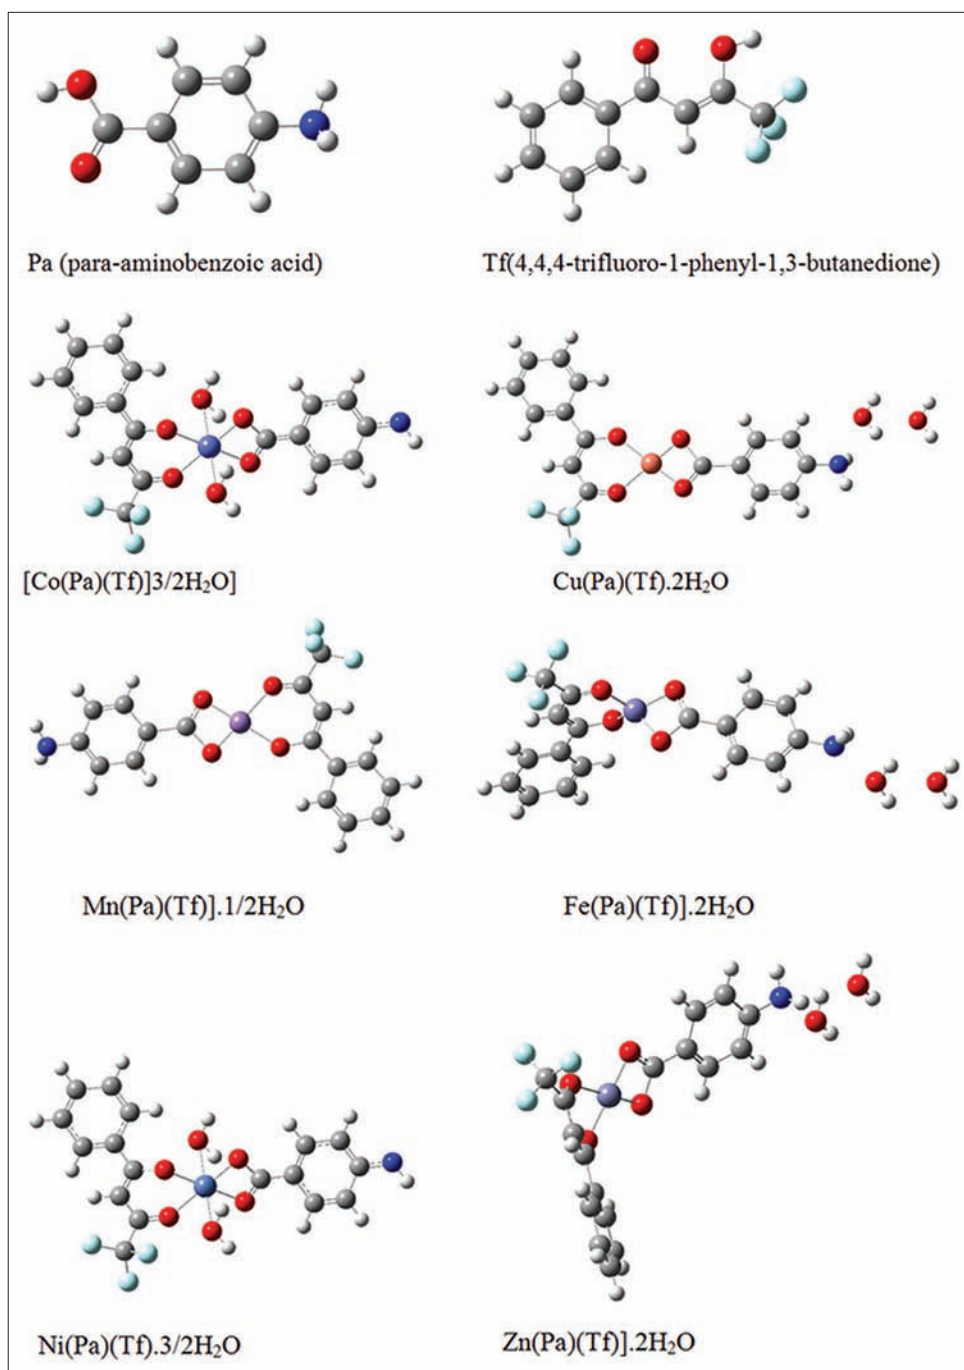 Pa (para-aminobenzoic acid)
Tf(4,4,4-trifluoro-1-phenyl-1,3-butanedione)
[Co(Pa)(Tf)]3/2H₂O]
Cu(Pa)(Tf).2H₂O
Mn(Pa)(Tf)].1/2H₂O
Fe(Pa)(Tf)].2H₂O
Ni(Pa)(Tf).3/2H₂O
Zn(Pa)(Tf)].2H₂O